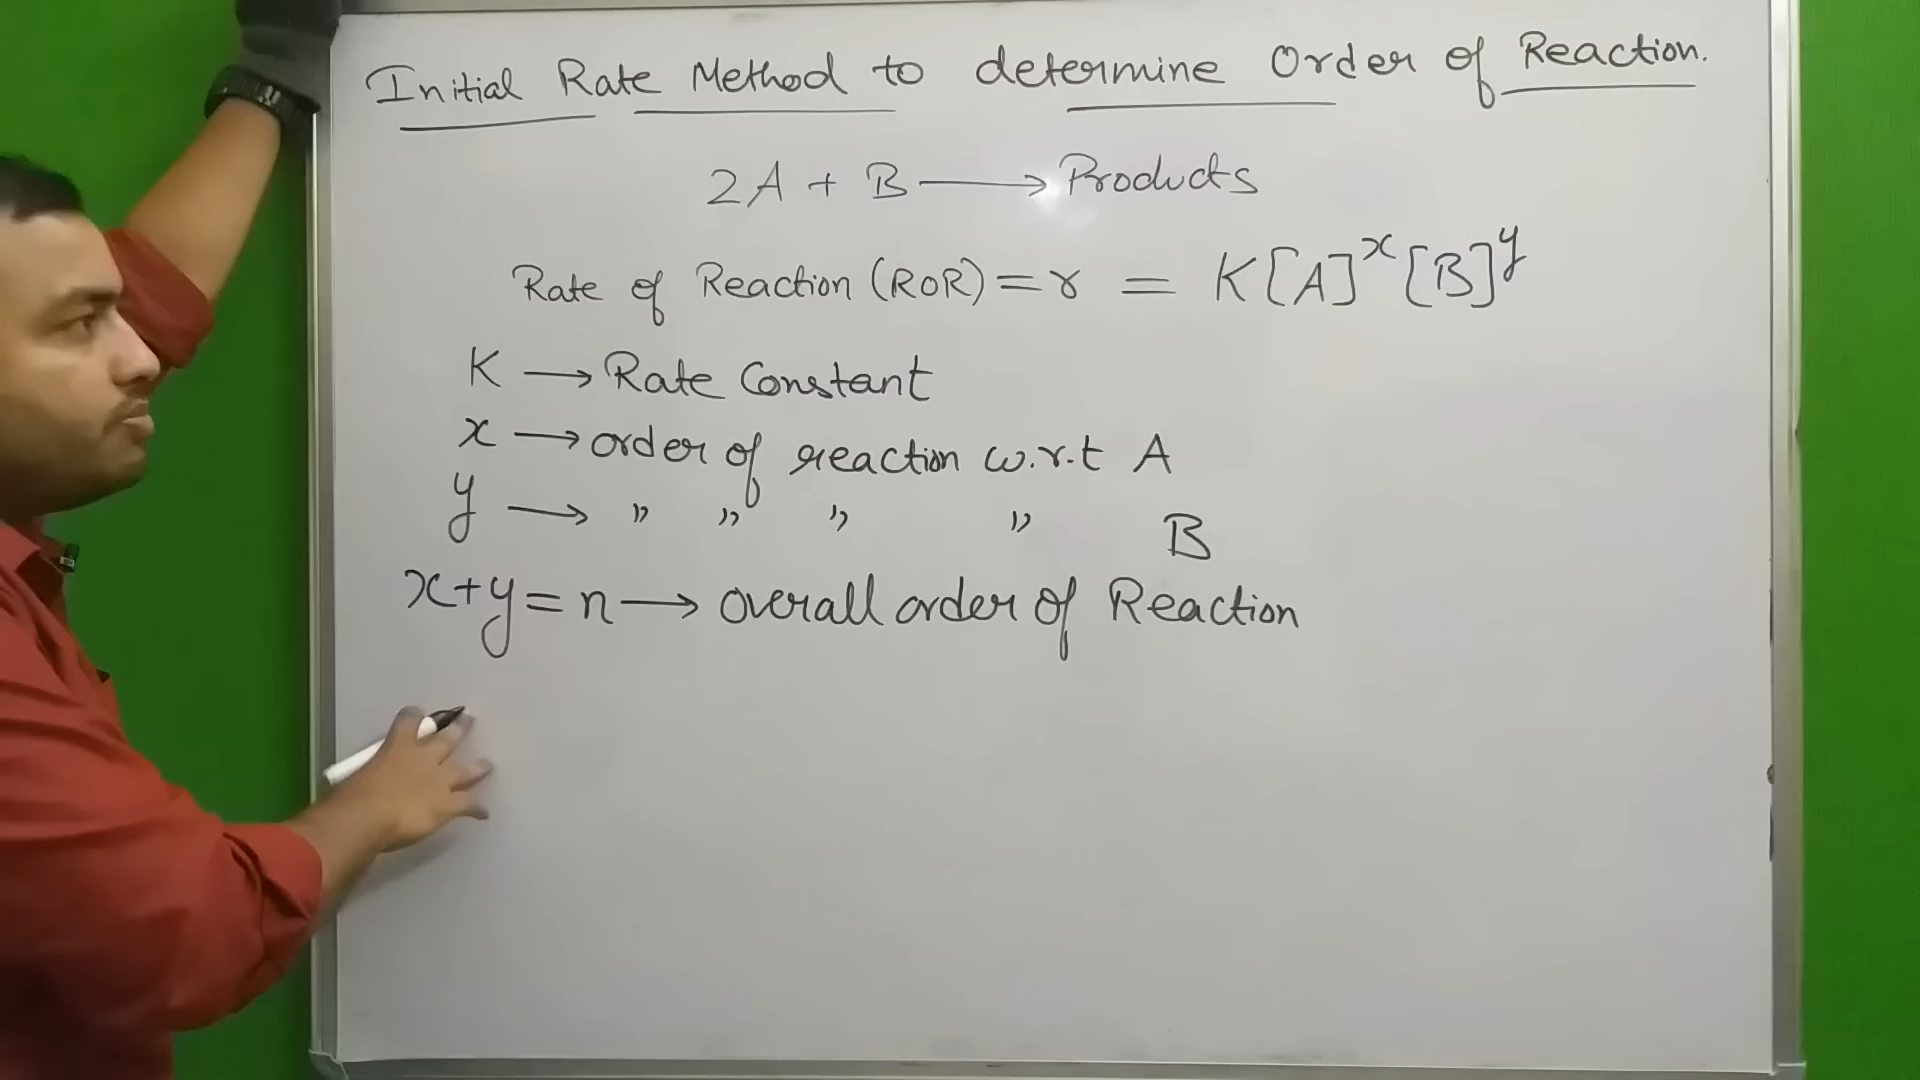 Initial Rate Method to determine Order of Reaction.
2A + B ⟶ Products
Rate of Reaction (ROR) = r = K[A]^x [B]^y
K → Rate Constant
x → order of reaction w.r.t A
y → " " " " B
x+y = n → overall order of Reaction